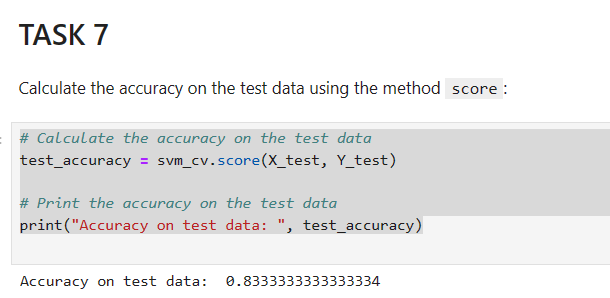 TASK 7
Calculate the accuracy on the test data using the method score :
# Calculate the accuracy on the test data
test_accuracy = svm_cv.score(X_test, Y_test)
# Print the accuracy on the test data
print("Accuracy on test data: ", test_accuracy)
Accuracy on test data:  0.8333333333333334